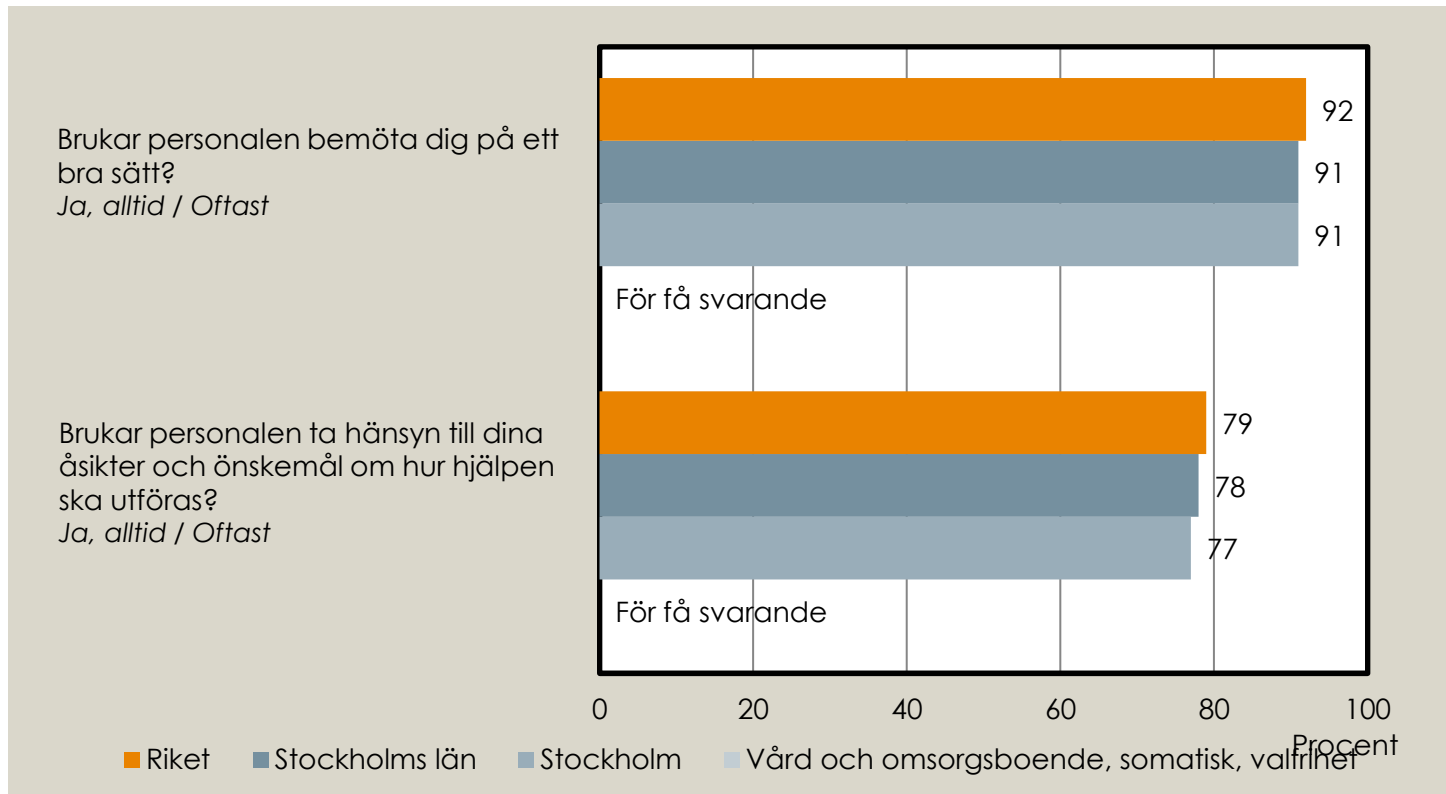 Brukar personalen bemöta dig på ett
bra sätt?
Ja, alltid / Oftast
92
91
91
För få svarande
Brukar personalen ta hänsyn till dina
åsikter och önskemål om hur hjälpen
ska utföras?
Ja, alltid / Oftast
79
78
77
För få svarande
0 20 40 60 80 100
Procent
Riket Stockholms län Stockholm Vård och omsorgsboende, somatisk, valfrihet